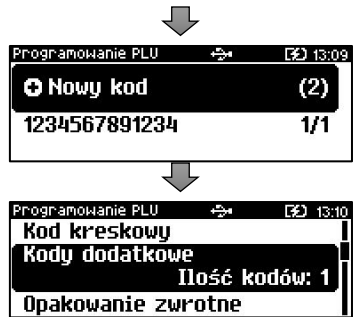 Programowanie PLU 13:09
Nowy kod (2)
1234567891234 1/1
Programowanie PLU 13:10
Kod kreskowy
Kody dodatkowe
Ilość kodów: 1
Opakowanie zwrotne